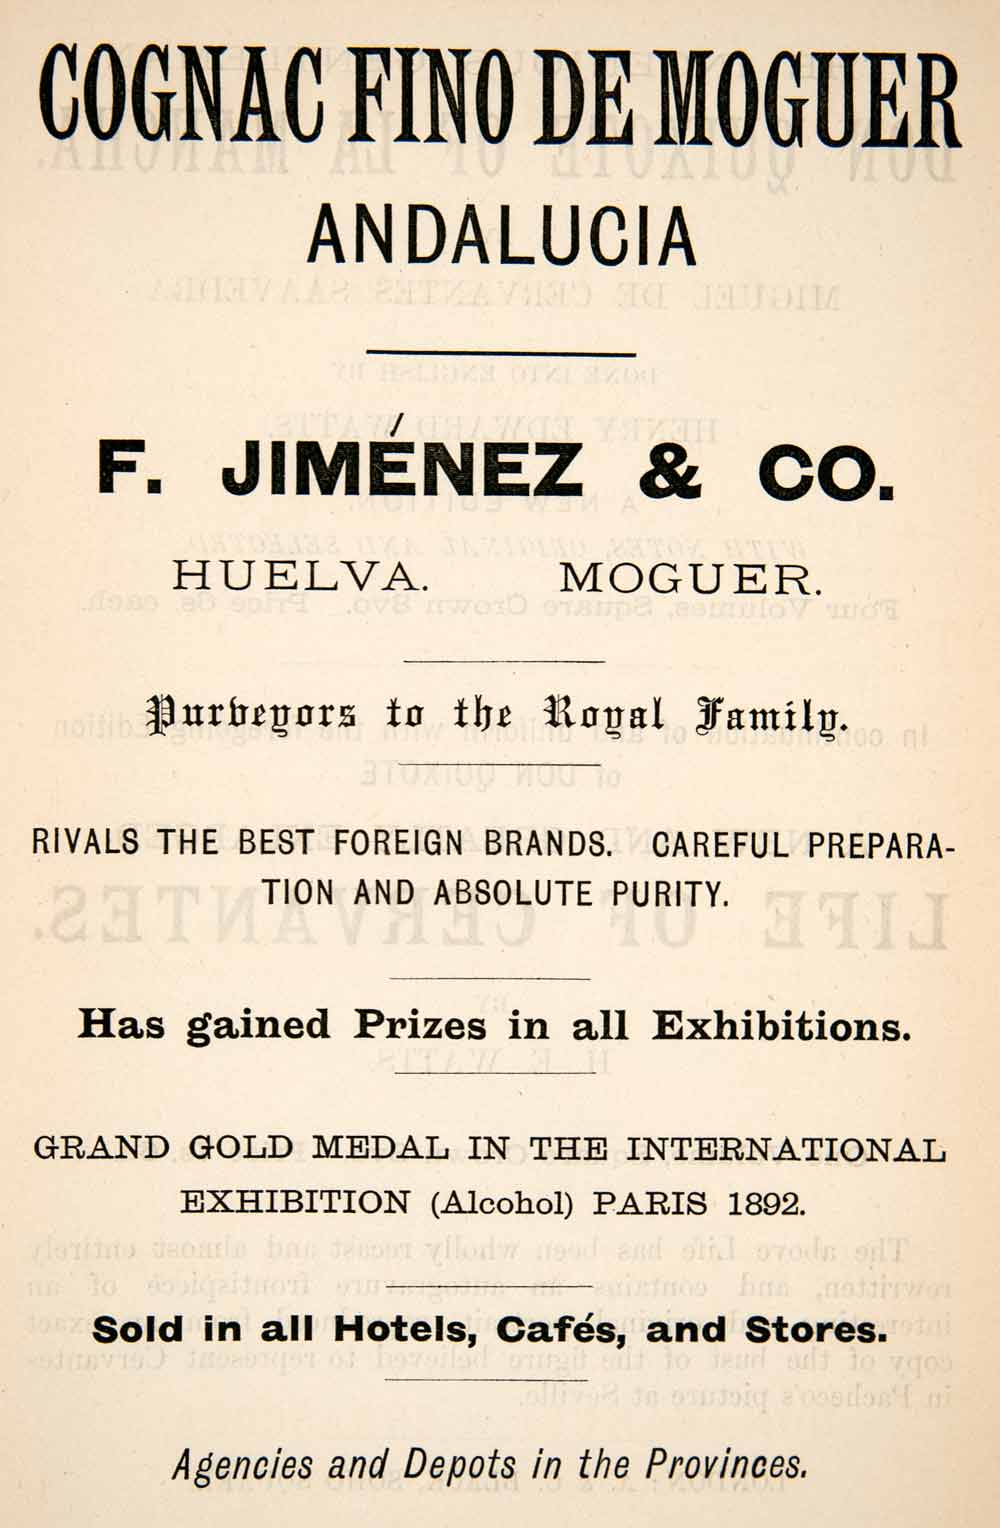 COGNAC FINO DE MOGUER
ANDALUCIA
F. JIMÉNEZ & CO.
HUELVA. MOGUER.
Purveyors to the Royal Family.
RIVALS THE BEST FOREIGN BRANDS. CAREFUL PREPARA-
TION AND ABSOLUTE PURITY.
Has gained Prizes in all Exhibitions.
GRAND GOLD MEDAL IN THE INTERNATIONAL
EXHIBITION (Alcohol) PARIS 1892.
Sold in all Hotels, Cafés, and Stores.
Agencies and Depots in the Provinces.